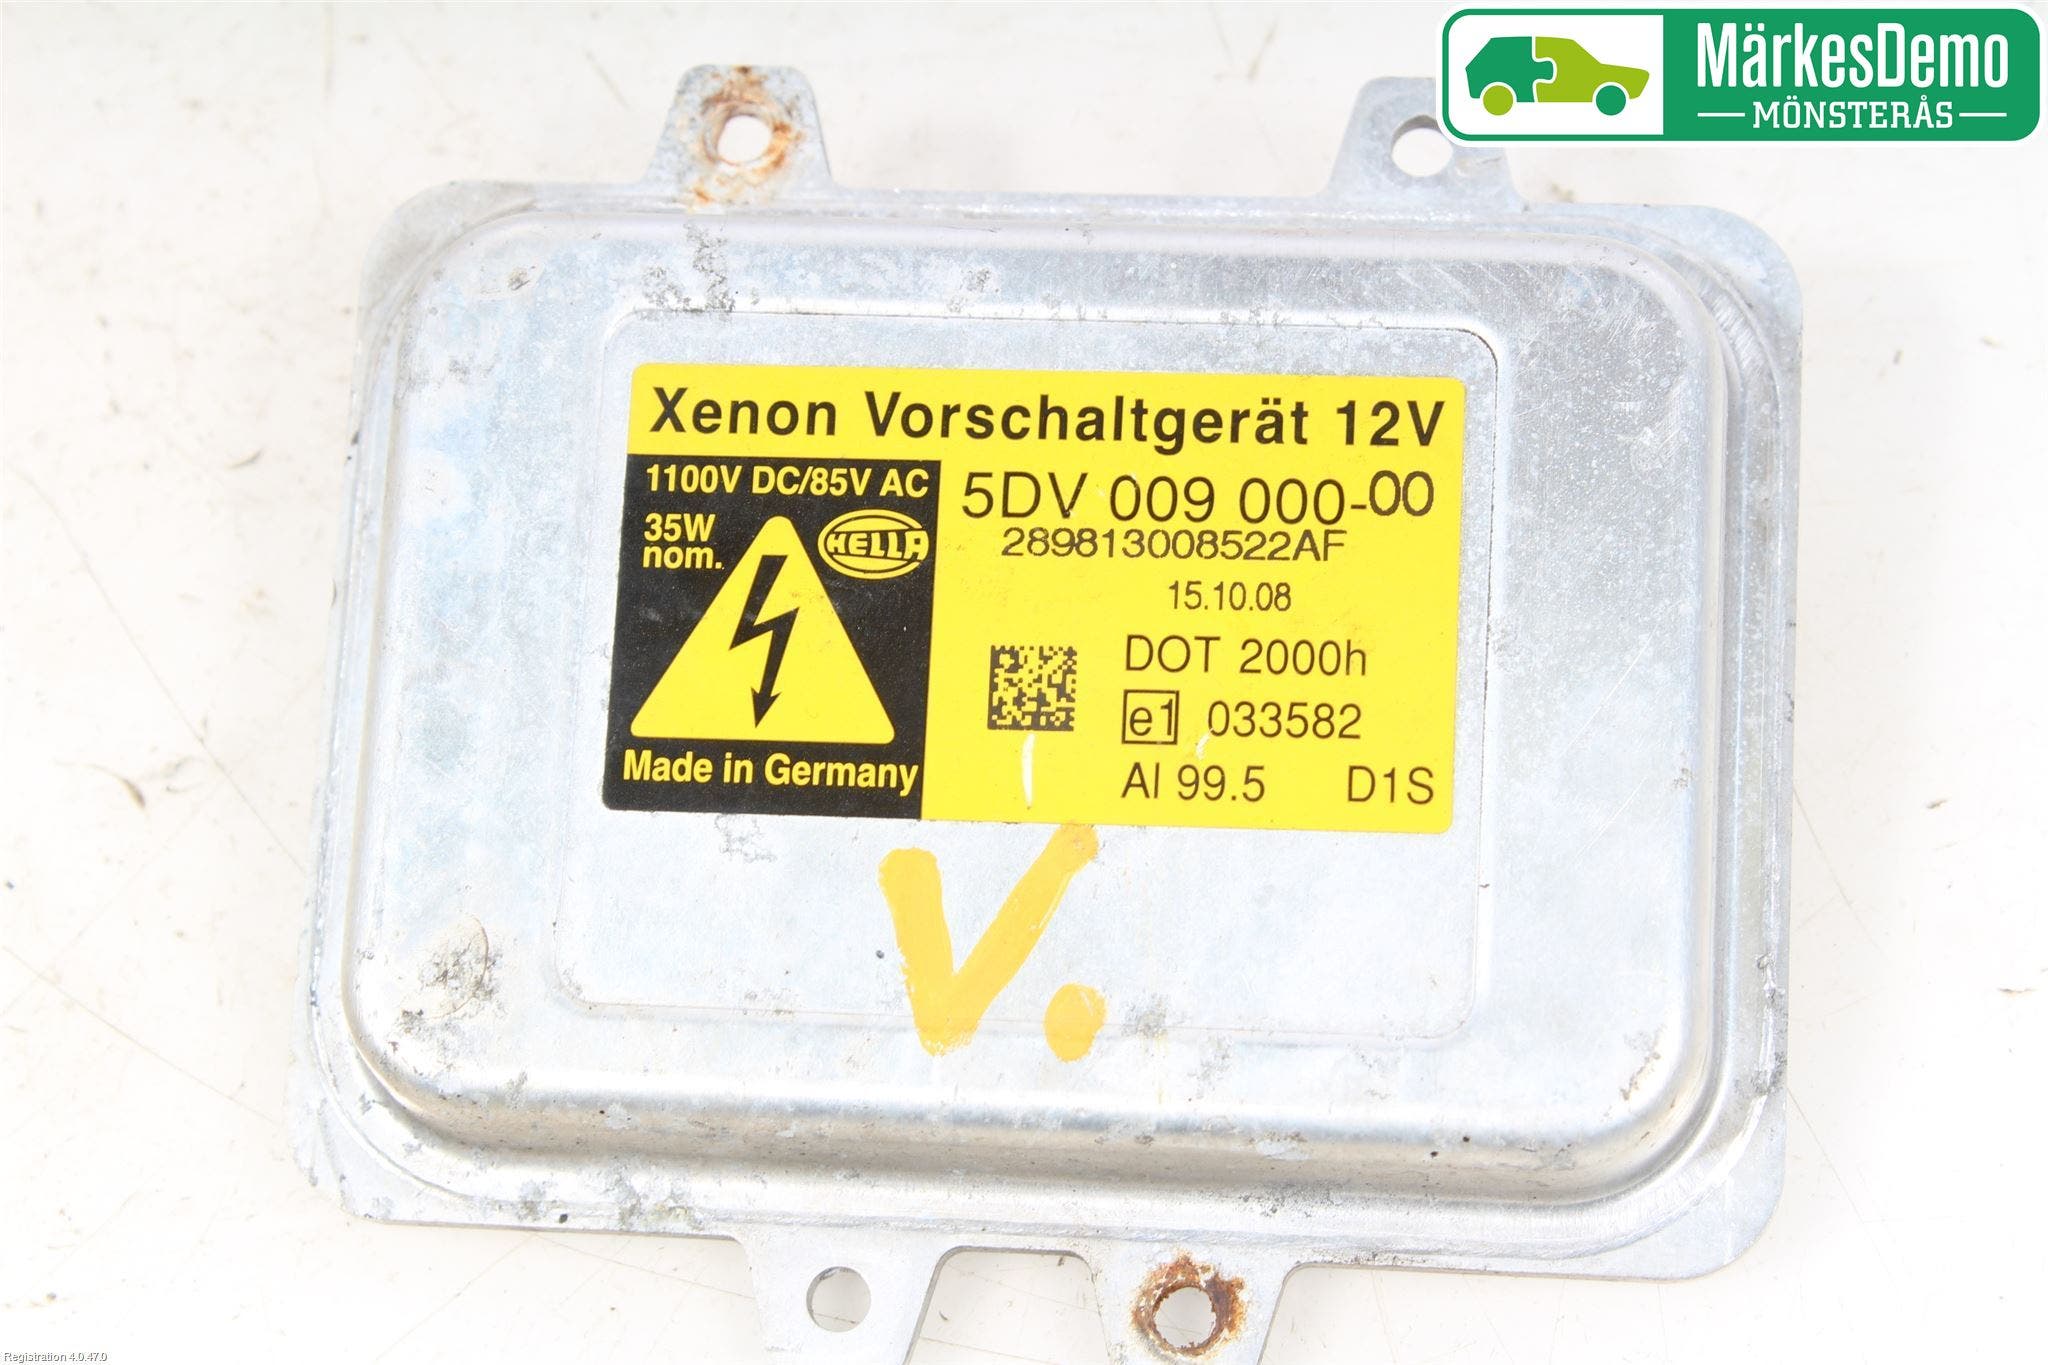 MärkesDemo
MÖNSTERÅS
Xenon Vorschaltgerät 12V
1100V DC/85V AC
35W
nom.
HELLA
Made in Germany
5DV 009 000-00
289813008522AF
15.10.08
DOT 2000h
e1 033582
Al 99.5 D1S
V.
Registration 4.0.47.0